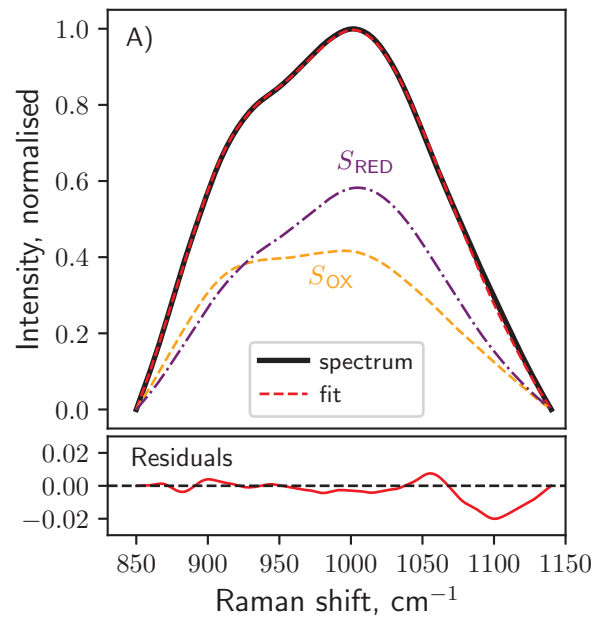 A)
Intensity, normalised
1.0
0.8
0.6
0.4
0.2
0.0
S_RED
S_OX
spectrum
fit
Residuals
0.02
0.00
−0.02
850 900 950 1000 1050 1100 1150
Raman shift, cm⁻¹